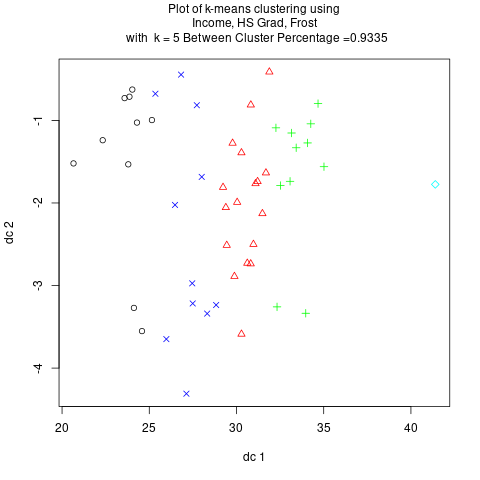 Plot of k-means clustering using
Income, HS Grad, Frost
with k = 5 Between Cluster Percentage =0.9335
-1
-2
-3
-4
dc 2
20
25
30
35
40
dc 1